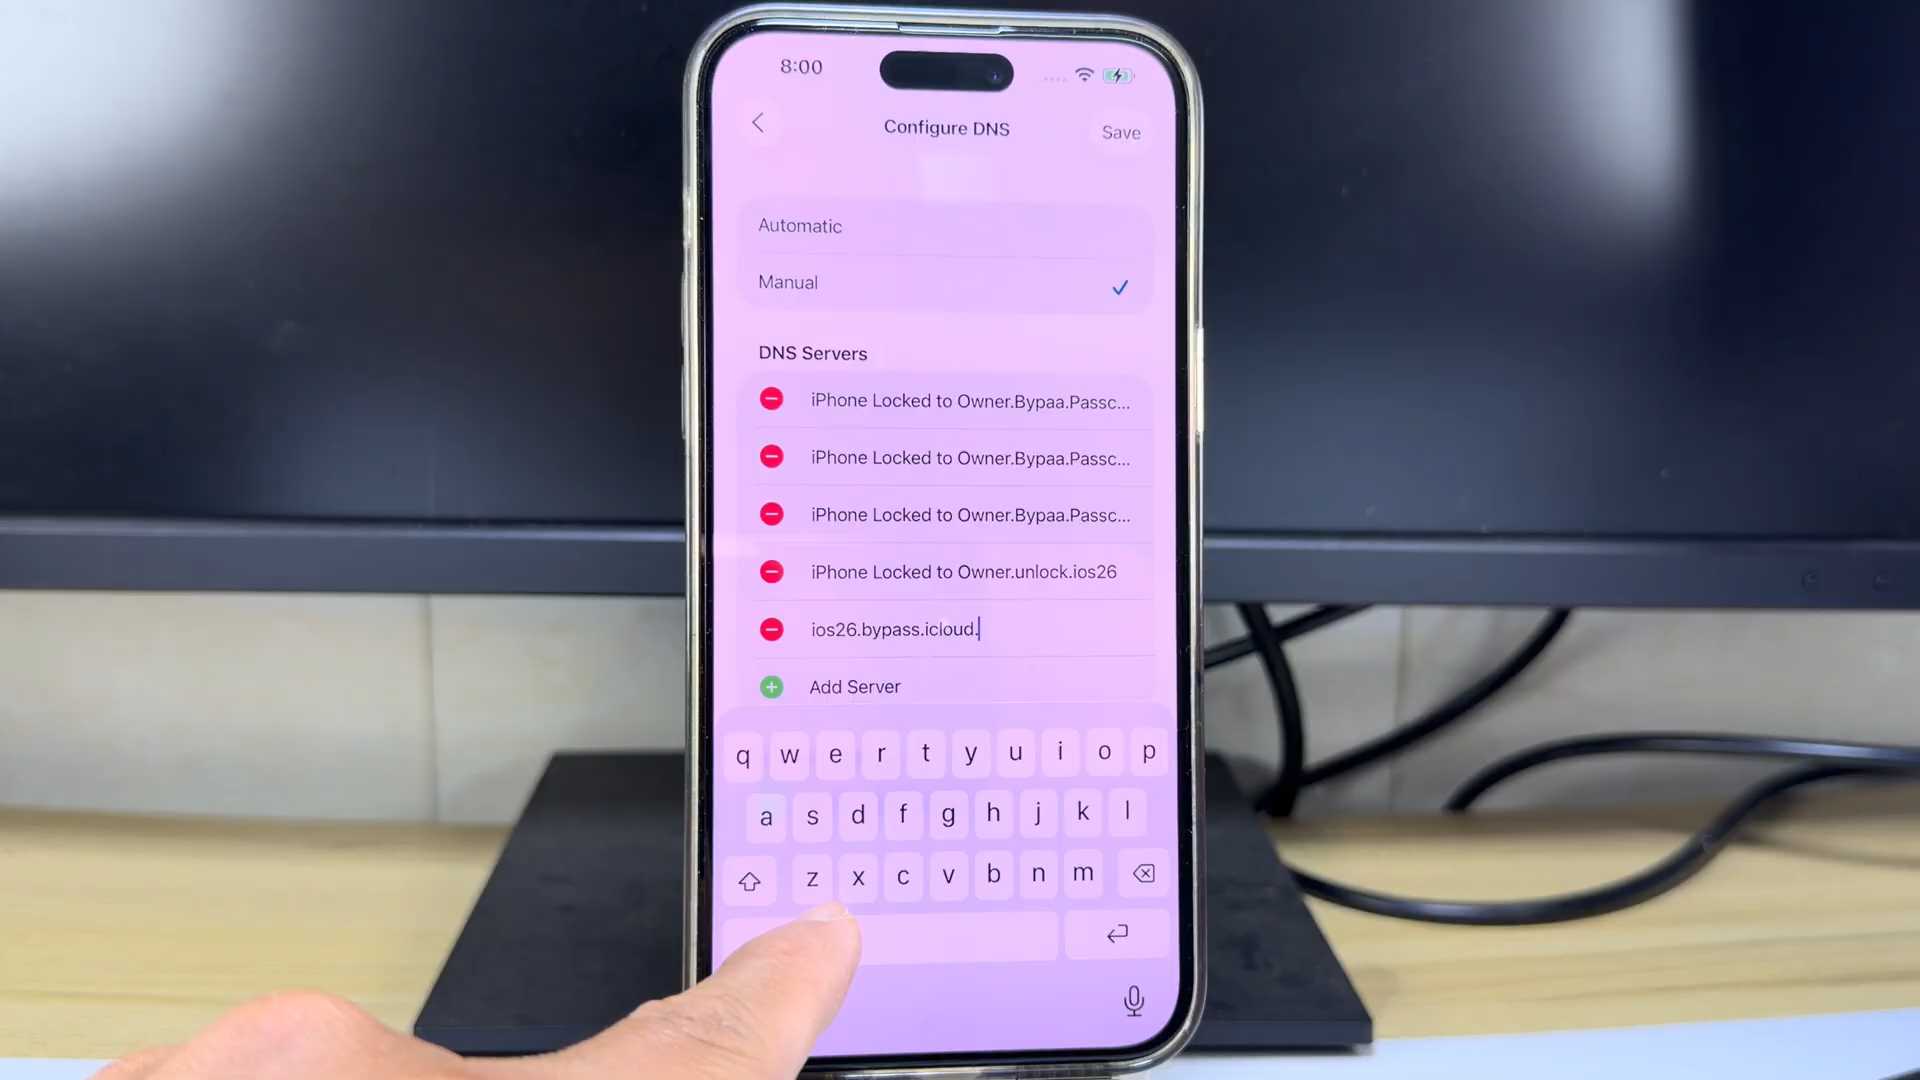 8:00
Configure DNS
Save
Automatic
Manual
DNS Servers
iPhone Locked to Owner.Bypaa.Passc...
iPhone Locked to Owner.Bypaa.Passc...
iPhone Locked to Owner.Bypaa.Passc...
iPhone Locked to Owner.unlock.ios26
ios26.bypass.icloud.
Add Server
q w e r t y u i o p
a s d f g h j k l
z x c v b n m